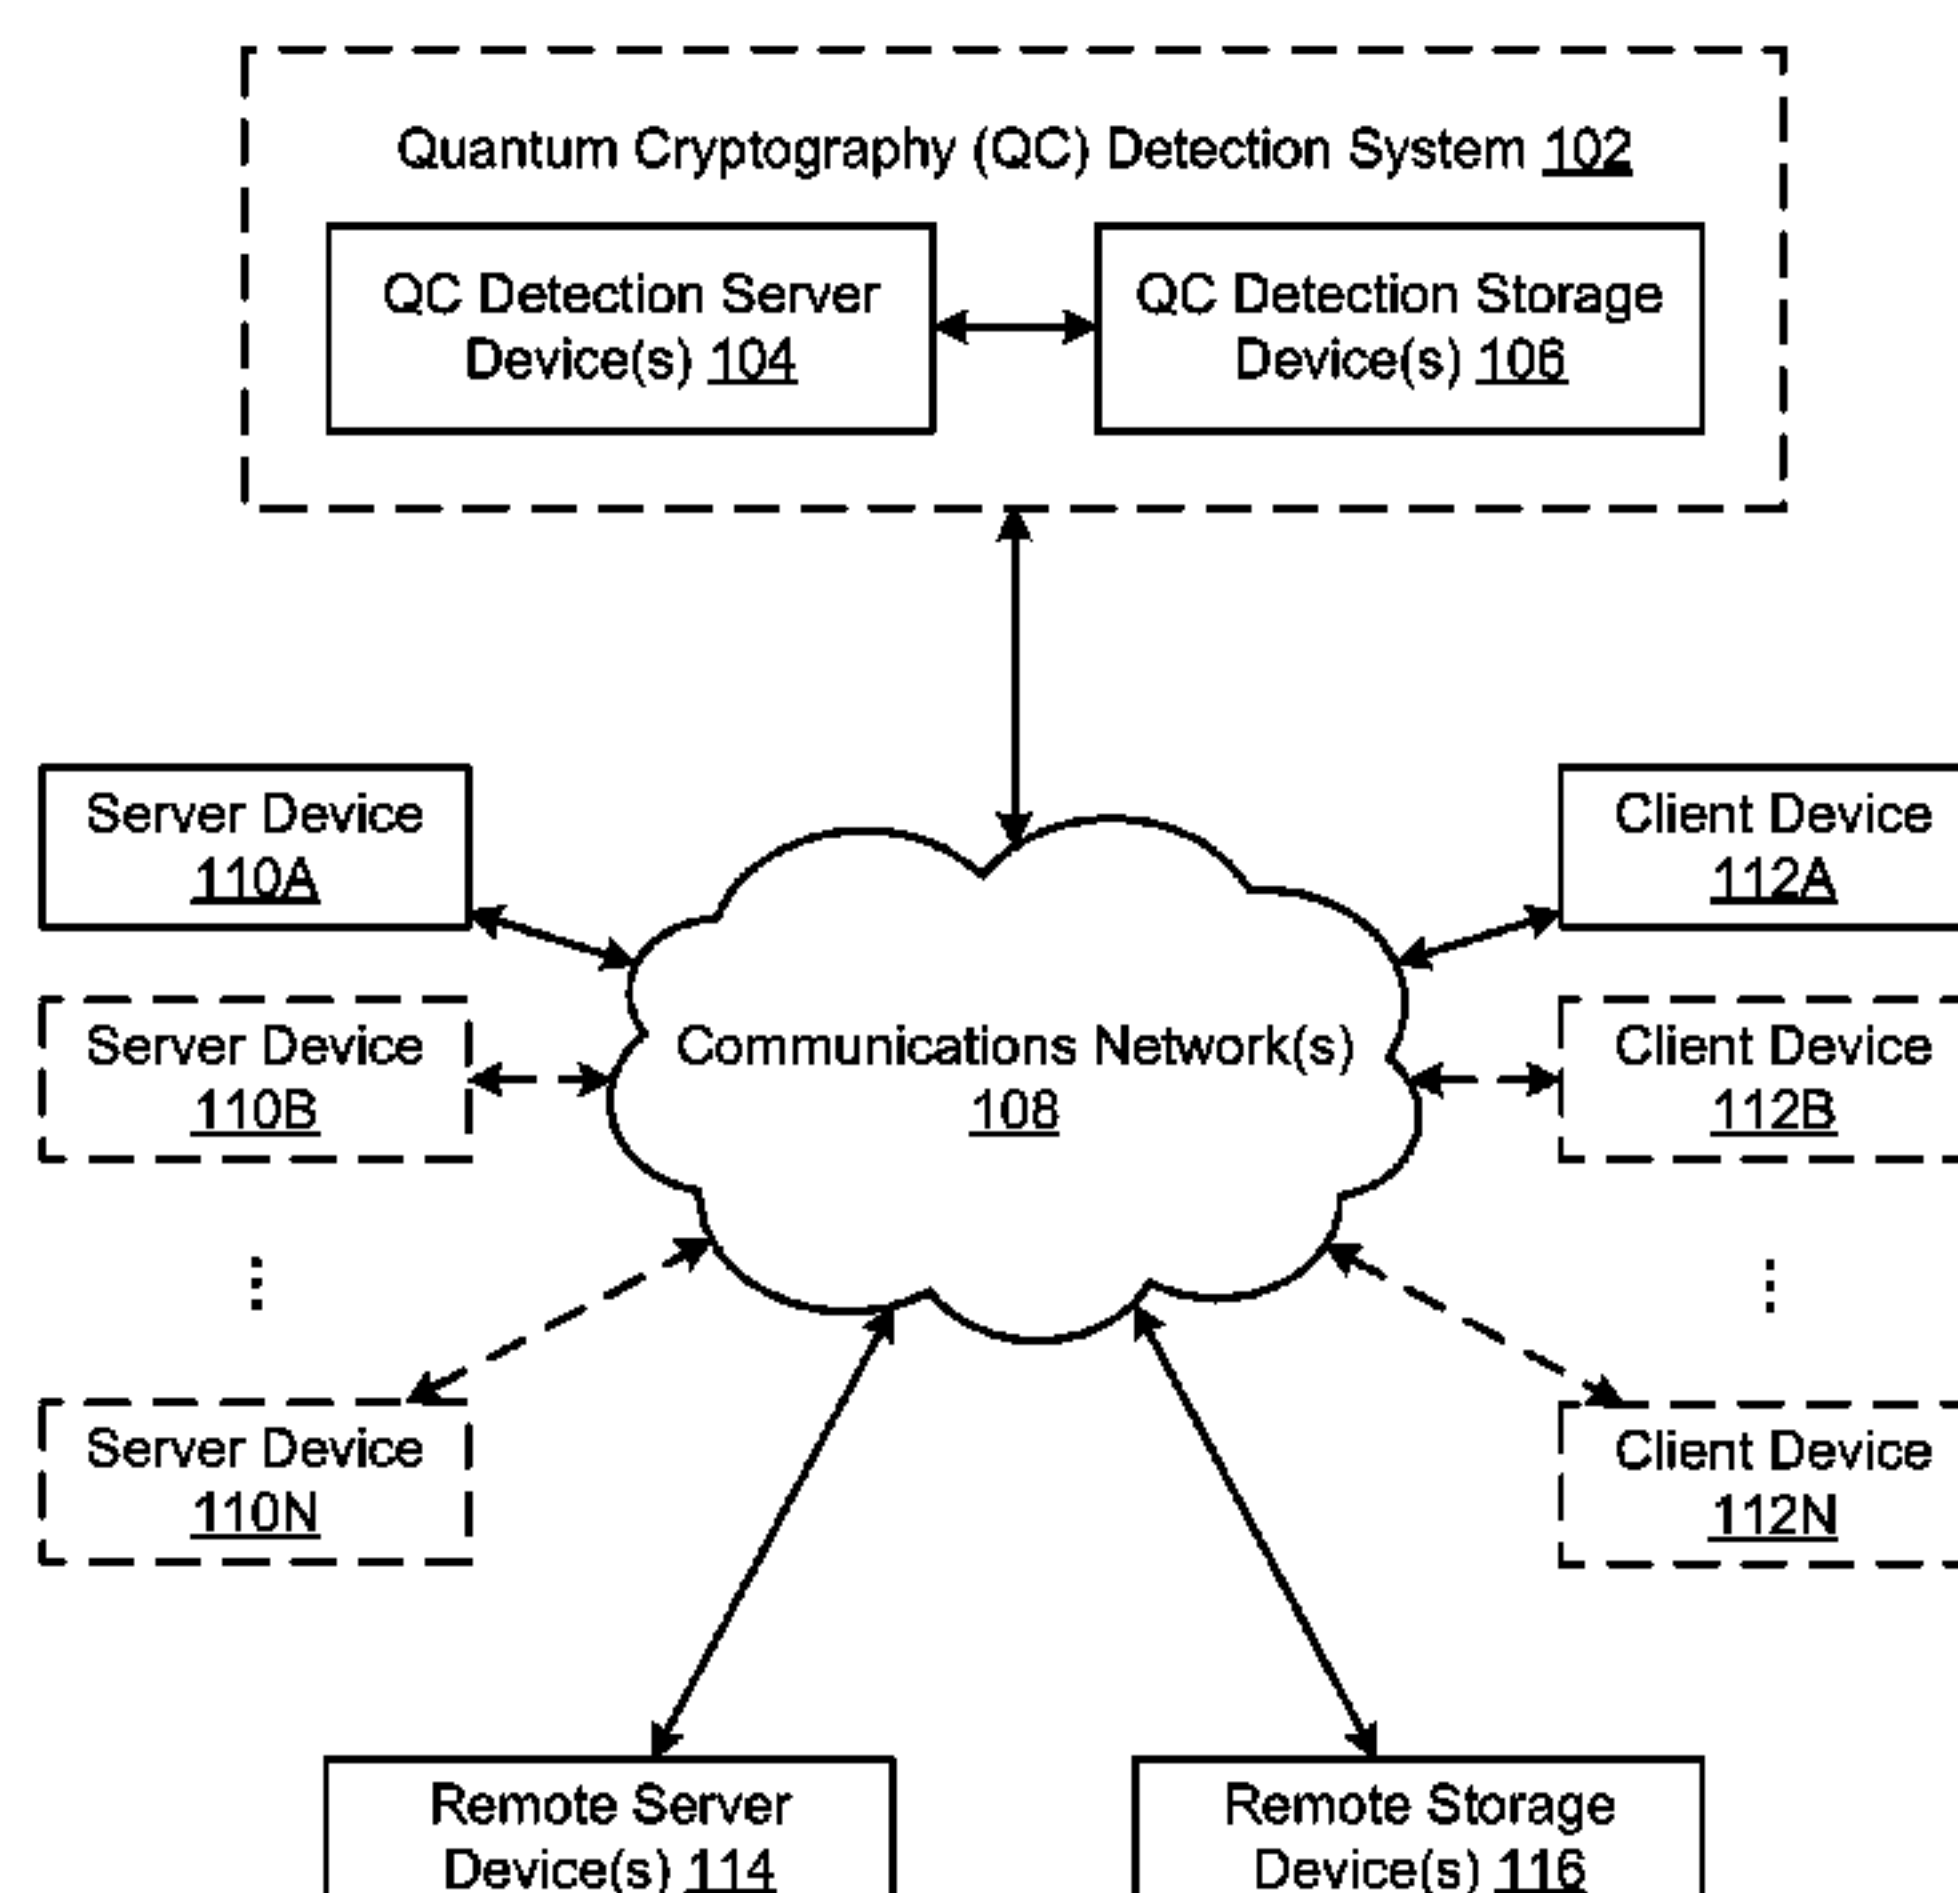 Quantum Cryptography (QC) Detection System 102
QC Detection Server
Device(s) 104
QC Detection Storage
Device(s) 106
Server Device
110A
Client Device
112A
Server Device
110B
Communications Network(s)
108
Client Device
112B
Server Device
110N
Client Device
112N
Remote Server
Device(s) 114
Remote Storage
Device(s) 116